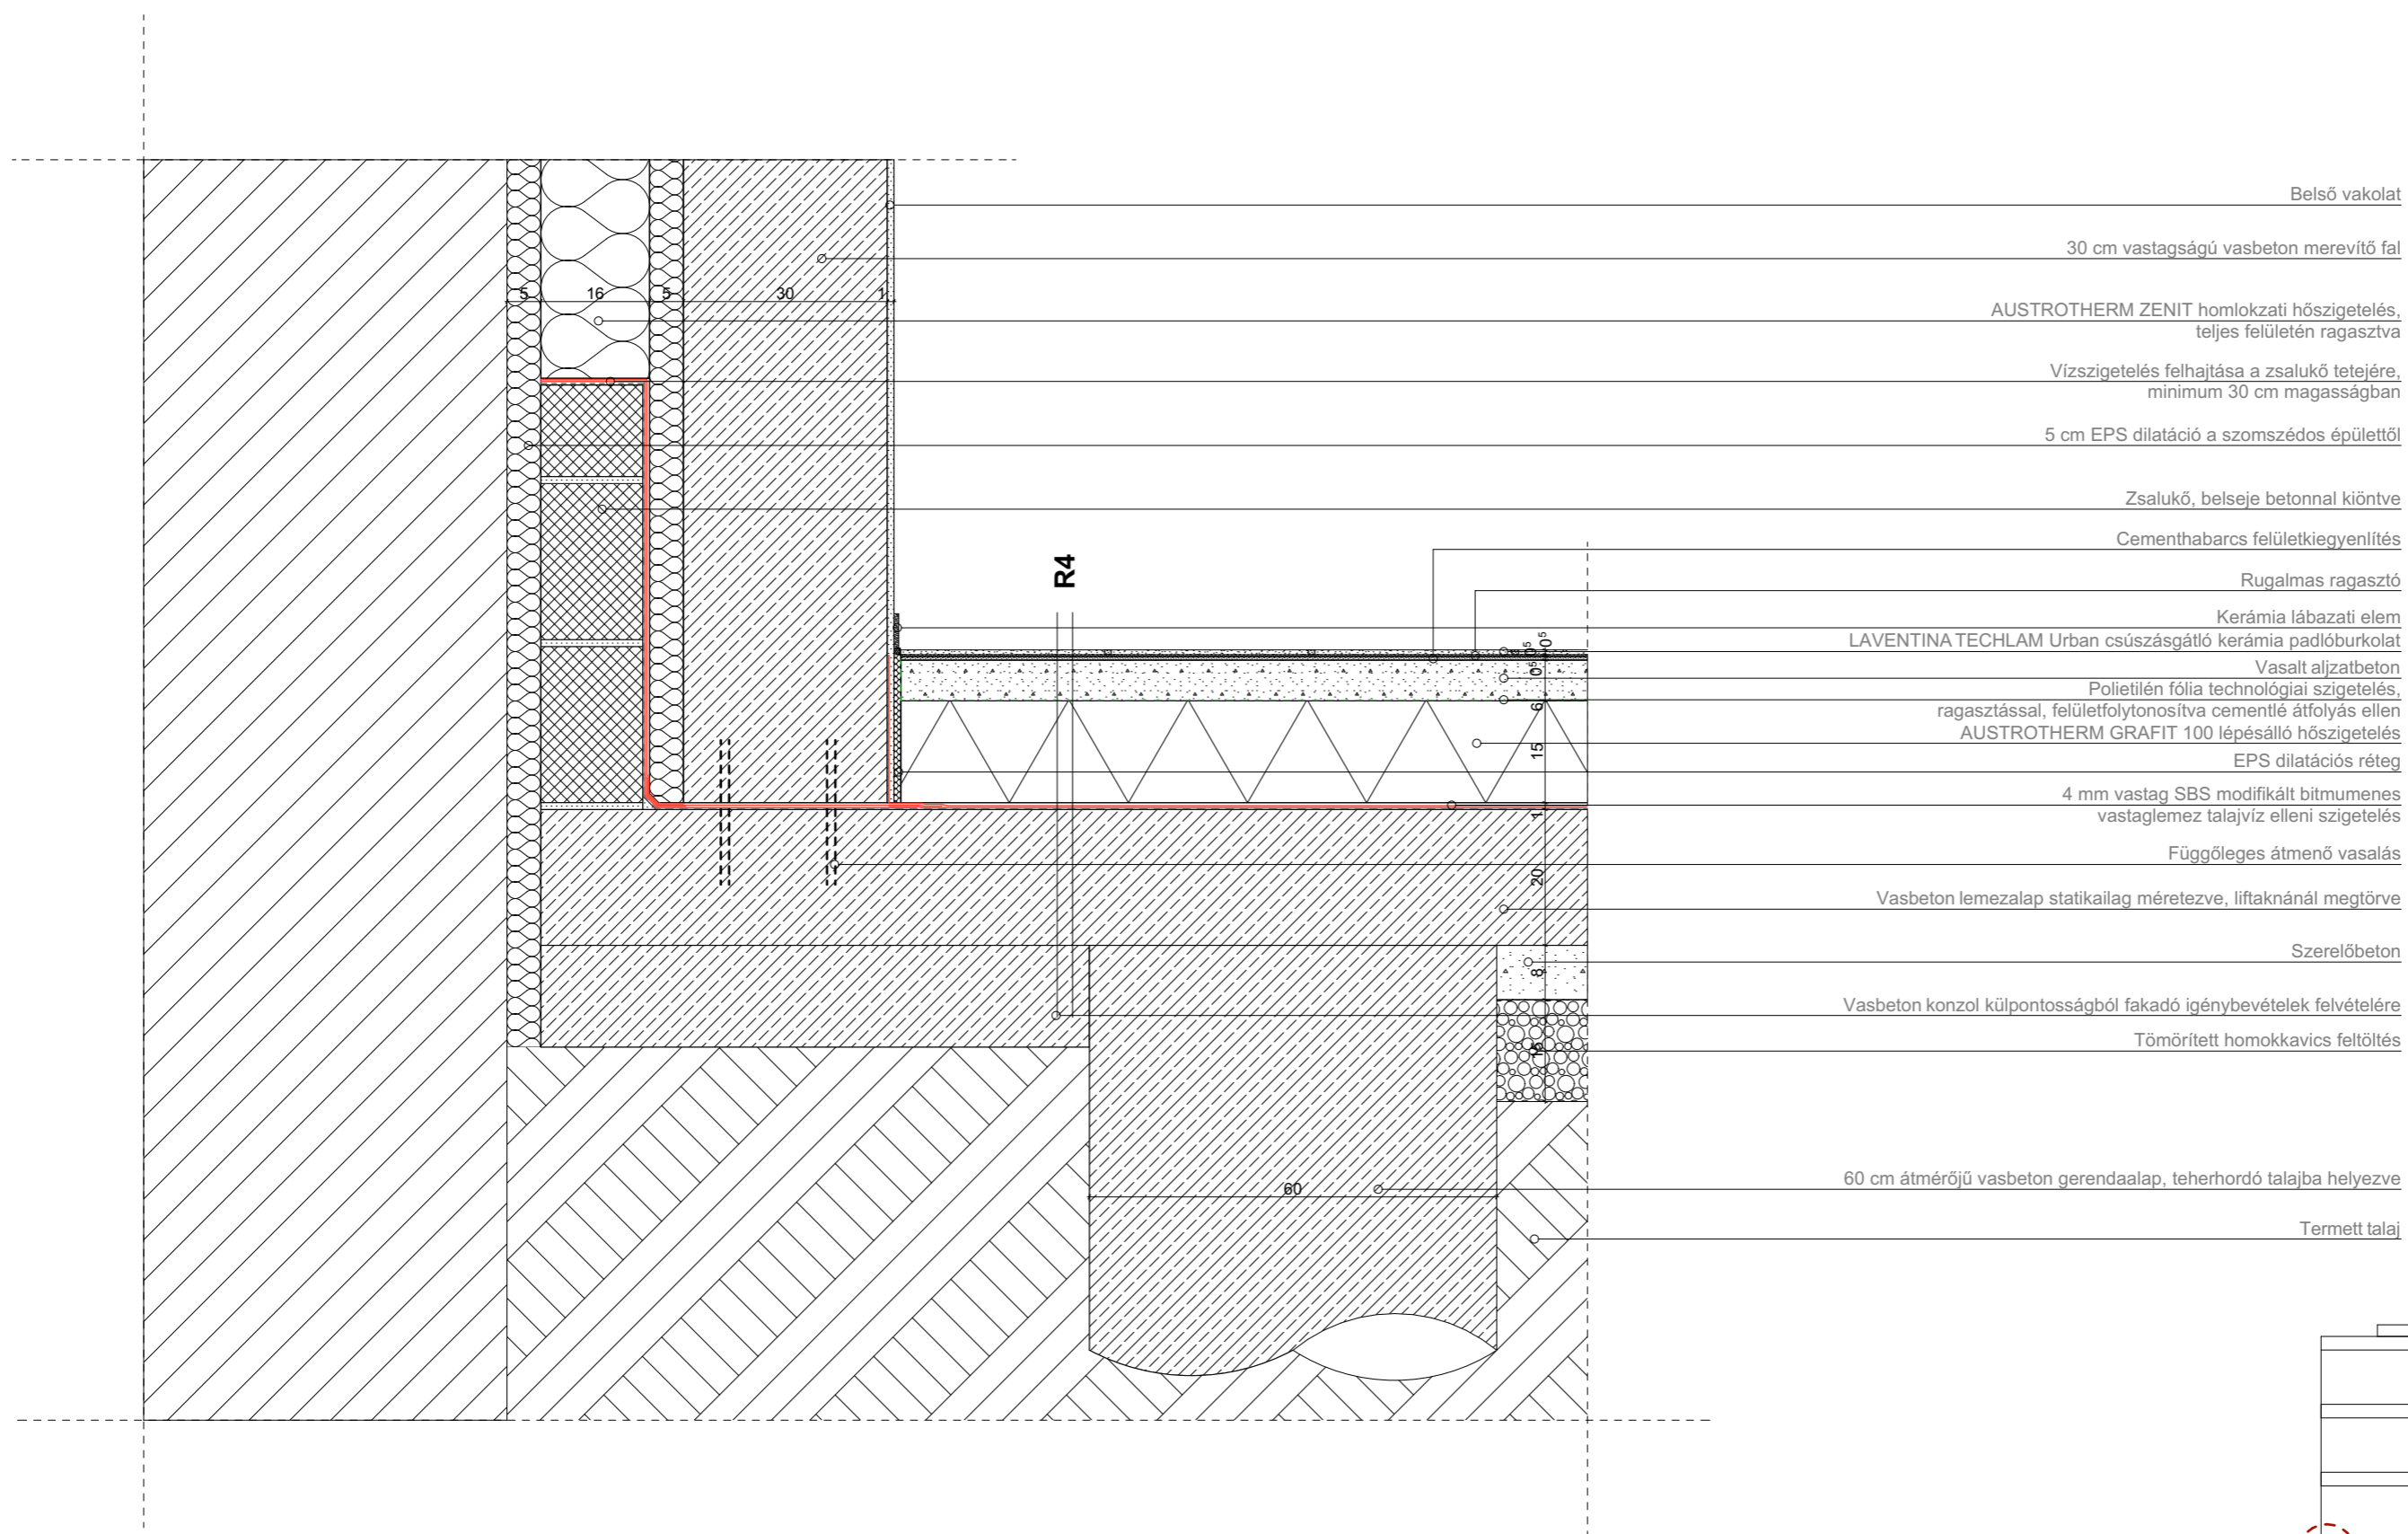 Belső vakolat
30 cm vastagságú vasbeton merevítő fal
5 16 5 30 1
AUSTROTHERM ZENIT homlokzati hőszigetelés,
teljes felületén ragasztva
Vízszigetelés felhajtása a zsalukő tetejére,
minimum 30 cm magasságban
5 cm EPS dilatáció a szomszédos épülettől
Zsalukő, belseje betonnal kiöntve
Cementhabarcs felületkiegyenlítés
R4
Rugalmas ragasztó
Kerámia lábazati elem
LAVENTINA TECHLAM Urban csúszásgátló kerámia padlóburkolat
0⁵
0⁵
0⁵
Vasalt aljzatbeton
Polietilén fólia technológiai szigetelés,
ragasztással, felületfolytonosítva cementlé átfolyás ellen
6
AUSTROTHERM GRAFIT 100 lépésálló hőszigetelés
15
EPS dilatációs réteg
4 mm vastag SBS modifikált bitmumenes
vastaglemez talajvíz elleni szigetelés
1
Függőleges átmenő vasalás
20
Vasbeton lemezalap statikailag méretezve, liftaknánál megtörve
Szerelőbeton
8
Vasbeton konzol külpontosságból fakadó igénybevételek felvételére
Tömörített homokkavics feltöltés
15
60 cm átmérőjű vasbeton gerendaalap, teherhordó talajba helyezve
60
Termett talaj